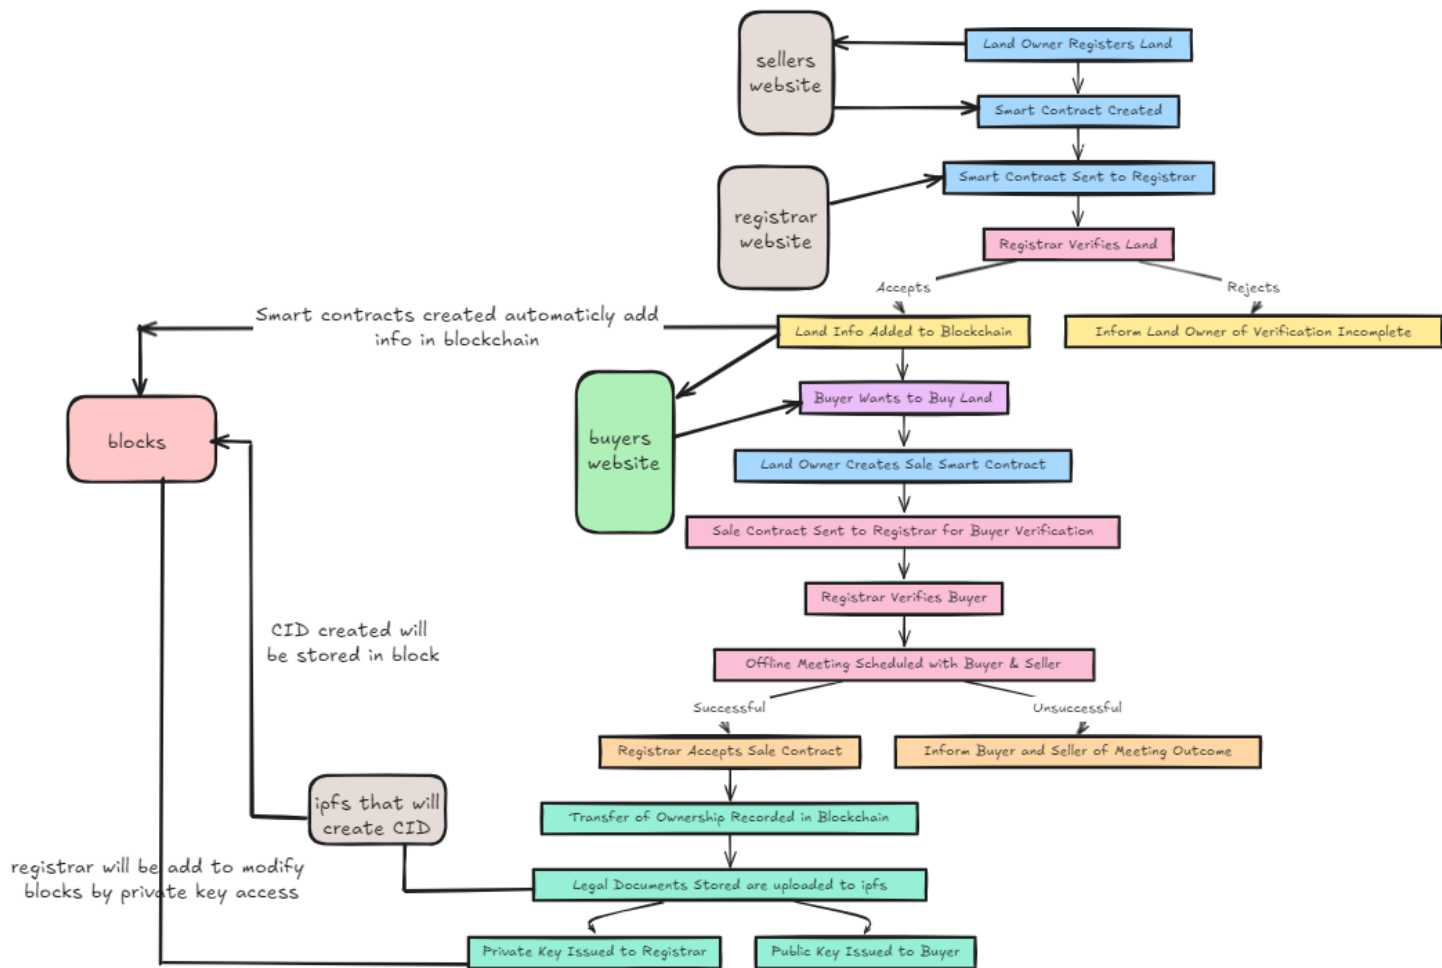 sellers
website
Land Owner Registers Land
Smart Contract Created
Smart Contract Sent to Registrar
registrar
website
Registrar Verifies Land
Accepts
Rejects
Smart contracts created automaticly add
info in blockchain
Land Info Added to Blockchain
Inform Land Owner of Verification Incomplete
Buyer Wants to Buy Land
blocks
buyers
website
Land Owner Creates Sale Smart Contract
Sale Contract Sent to Registrar for Buyer Verification
Registrar Verifies Buyer
CID created will
be stored in block
Offline Meeting Scheduled with Buyer & Seller
Successful
Unsuccessful
Registrar Accepts Sale Contract
Inform Buyer and Seller of Meeting Outcome
ipfs that will
create CID
Transfer of Ownership Recorded in Blockchain
registrar will be add to modify
blocks by private key access
Legal Documents Stored are uploaded to ipfs
Private Key Issued to Registrar
Public Key Issued to Buyer